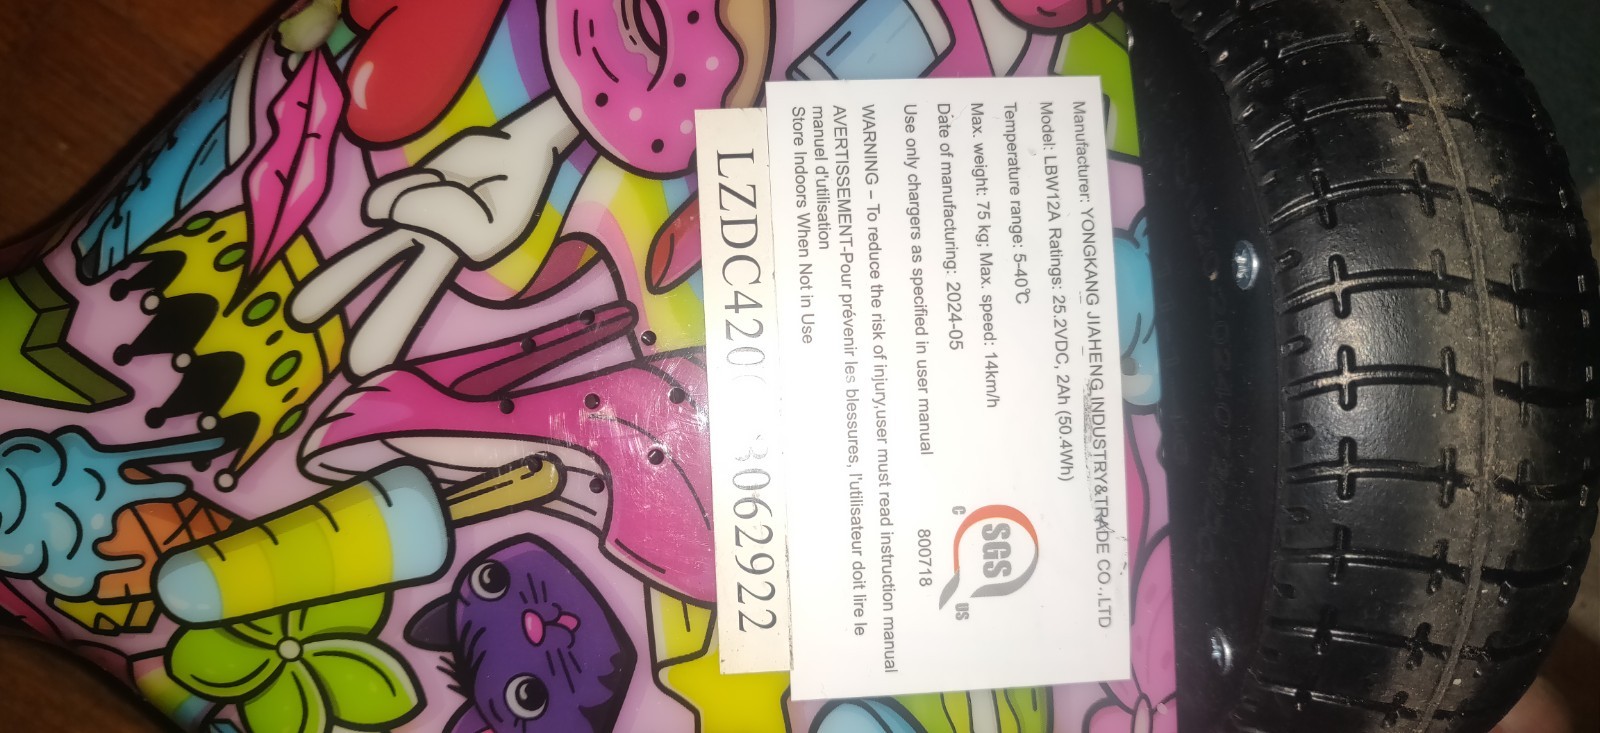 Manufacturer: YONGKANG JIAHENG INDUSTRY&TRADE CO.,LTD
Model: LBW12A Ratings: 25.2VDC, 2Ah (50.4Wh)
Temperature range: 5-40℃
Max. weight: 75 kg; Max. speed: 14km/h
Date of manufacturing: 2024-05
Use only chargers as specified in user manual
SGS
C US
800718
WARNING – To reduce the risk of injury,user must read instruction manual
AVERTISSEMENT-Pour prévenir les blessures, l'utilisateur doit lire le
manuel d'utilisation
Store Indoors When Not in Use